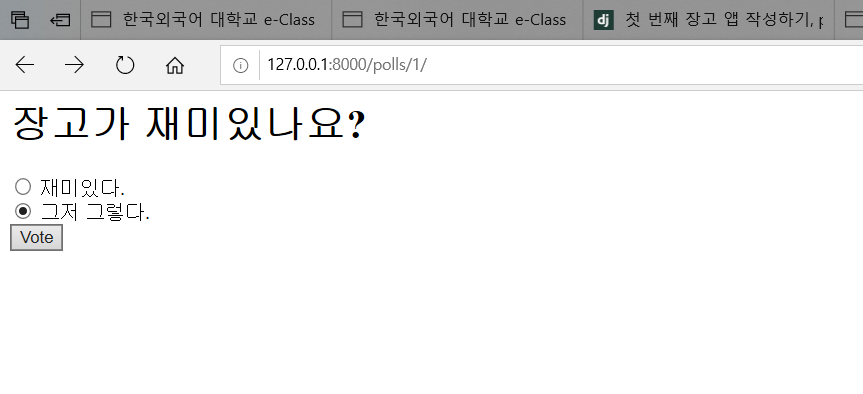 한국외국어 대학교 e-Class
한국외국어 대학교 e-Class
dj 첫 번째 장고 앱 작성하기,
127.0.0.1:8000/polls/1/
장고가 재미있나요?
재미있다.
그저 그렇다.
Vote